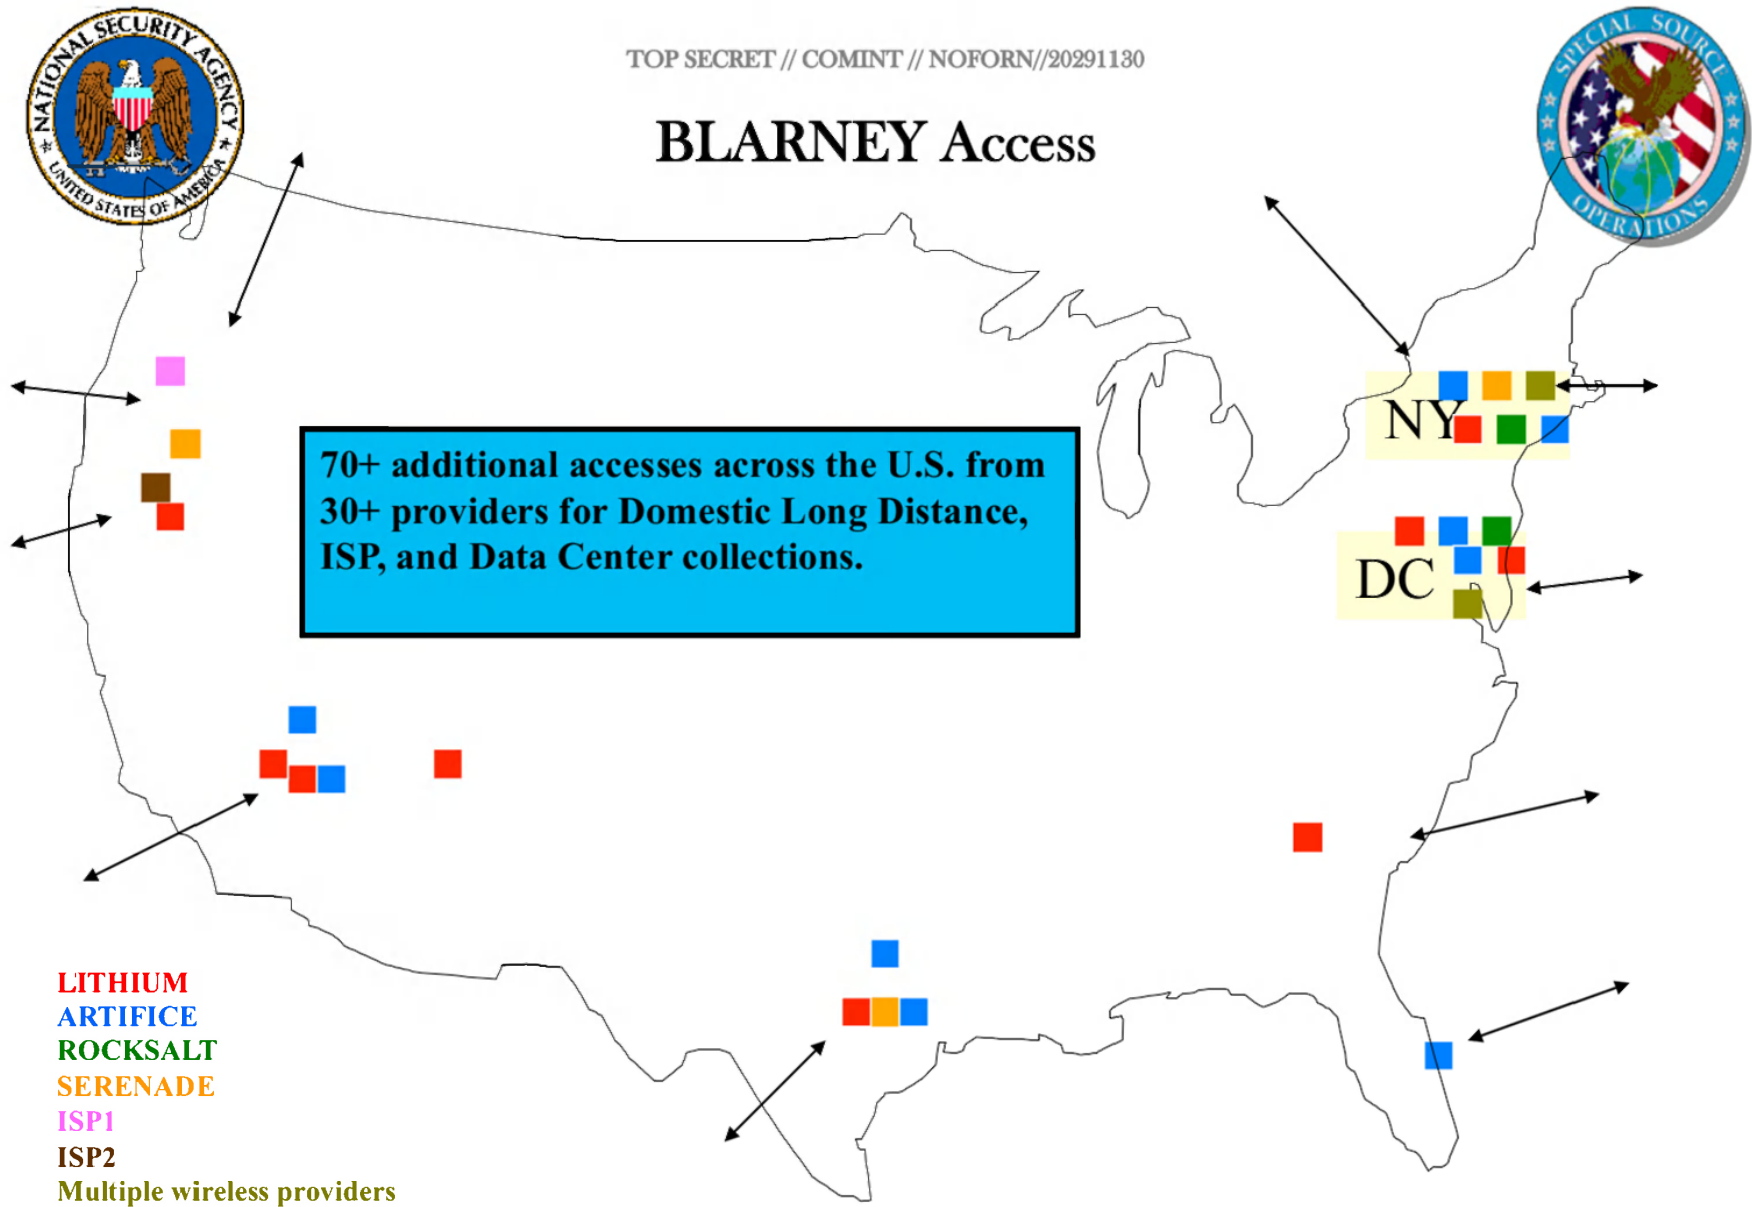 NATIONAL SECURITY AGENCY
UNITED STATES OF AMERICA
TOP SECRET // COMINT // NOFORN//20291130
BLARNEY Access
SPECIAL SOURCE
OPERATIONS
70+ additional accesses across the U.S. from
30+ providers for Domestic Long Distance,
ISP, and Data Center collections.
NY
DC
LITHIUM
ARTIFICE
ROCKSALT
SERENADE
ISP1
ISP2
Multiple wireless providers